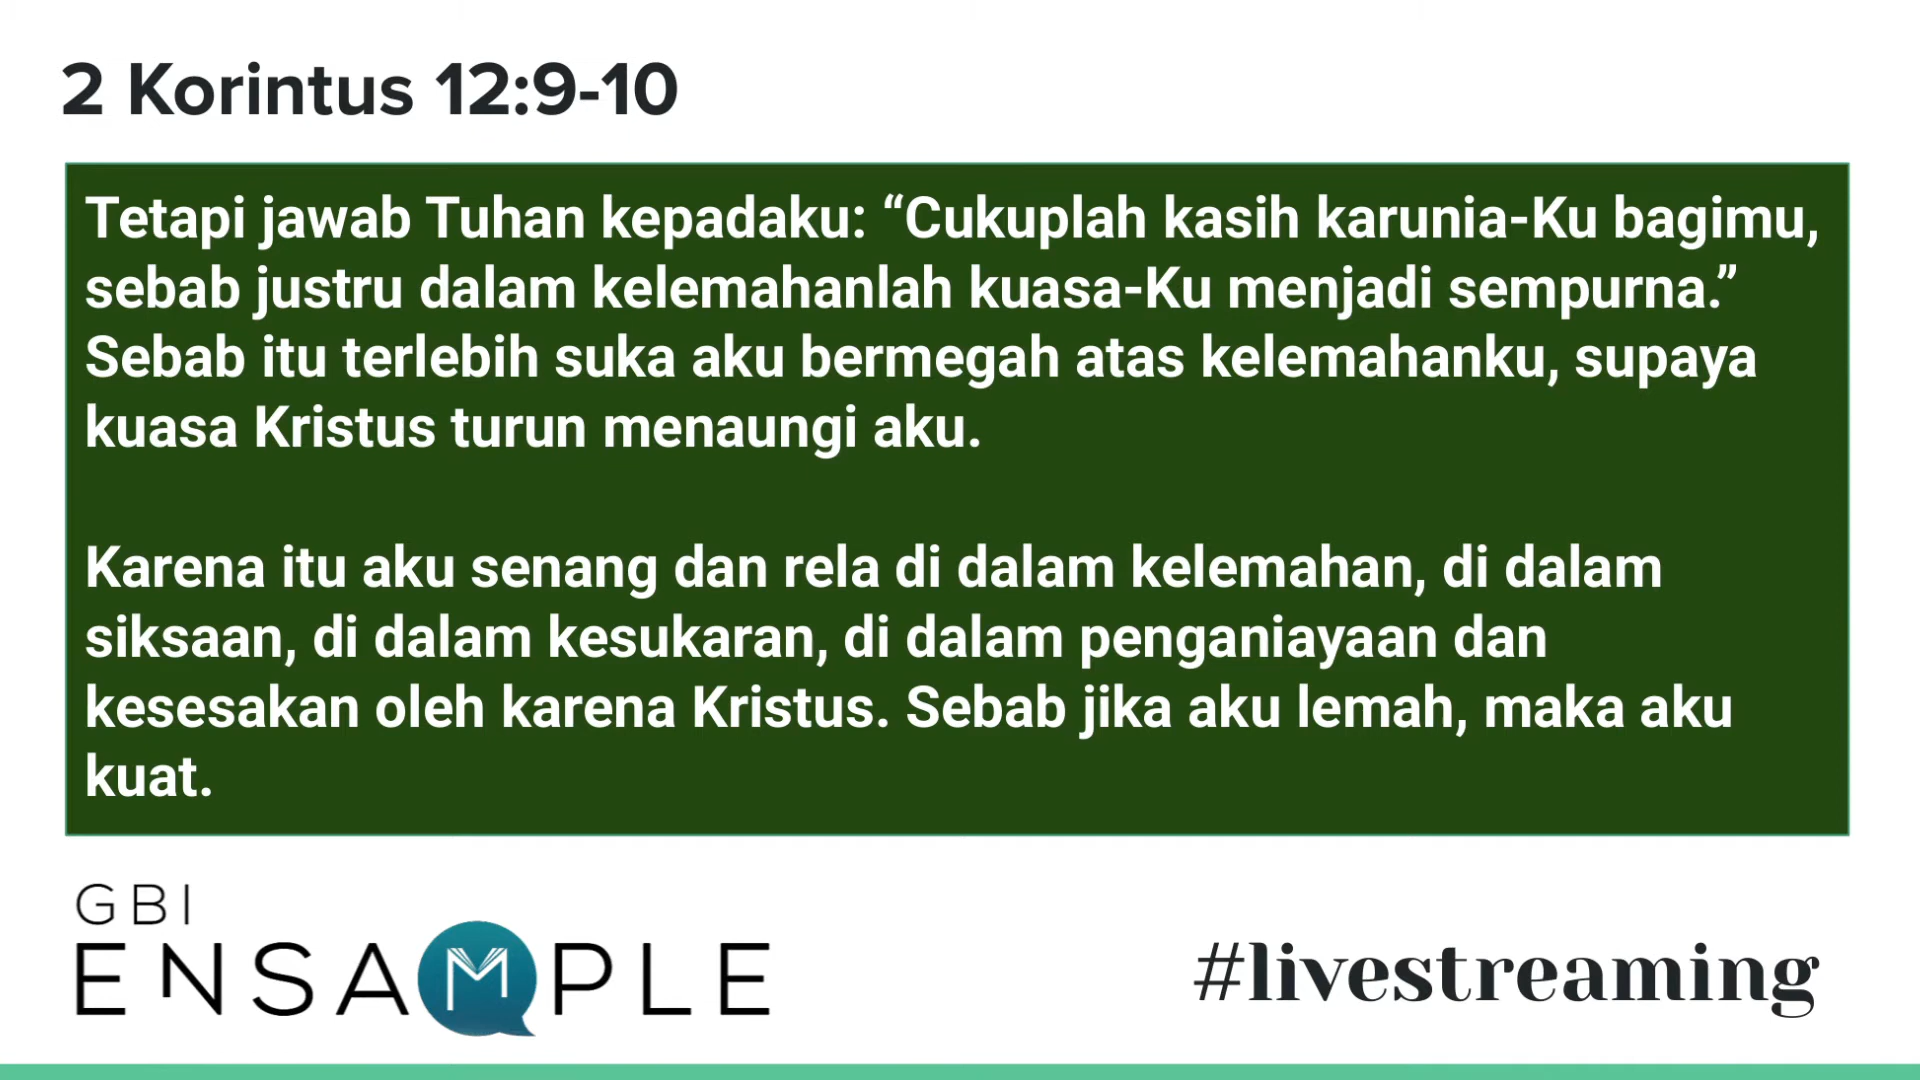 2 Korintus 12:9-10
Tetapi jawab Tuhan kepadaku: “Cukuplah kasih karunia-Ku bagimu,
sebab justru dalam kelemahanlah kuasa-Ku menjadi sempurna.”
Sebab itu terlebih suka aku bermegah atas kelemahanku, supaya
kuasa Kristus turun menaungi aku.
Karena itu aku senang dan rela di dalam kelemahan, di dalam
siksaan, di dalam kesukaran, di dalam penganiayaan dan
kesesakan oleh karena Kristus. Sebab jika aku lemah, maka aku
kuat.
GBI
ENSAMPLE
#livestreaming